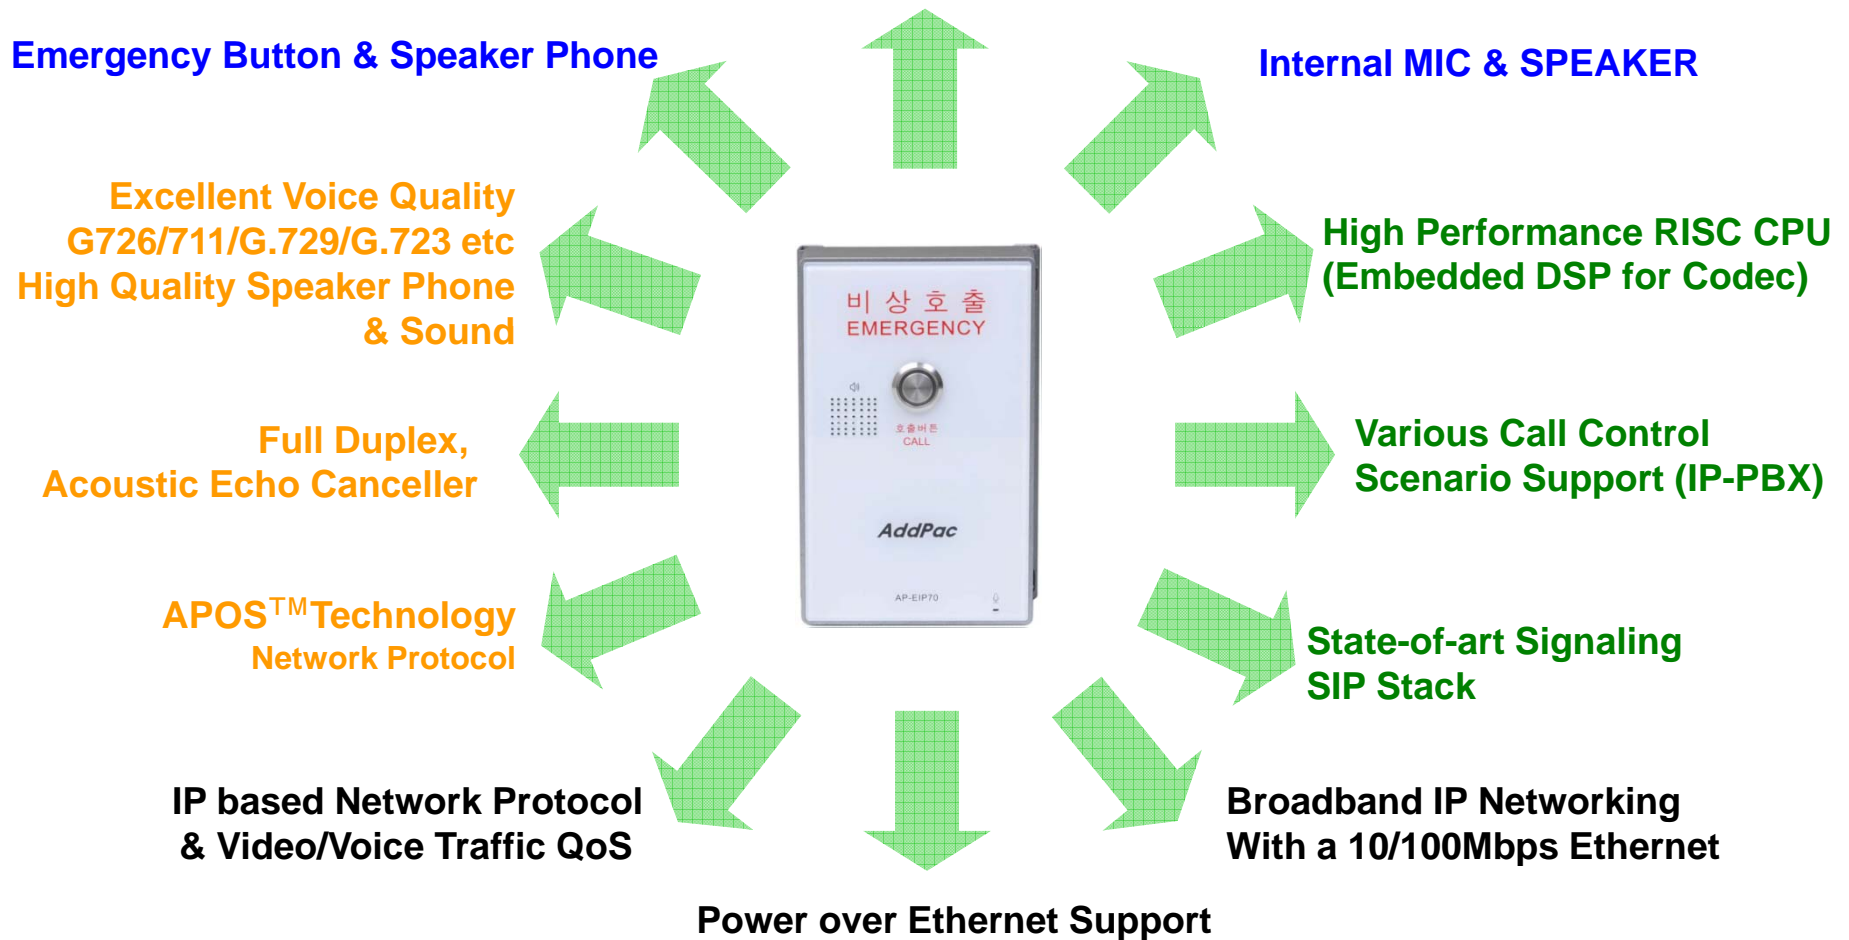 Emergency Button & Speaker Phone
Internal MIC & SPEAKER
Excellent Voice Quality
G726/711/G.729/G.723 etc
High Quality Speaker Phone
& Sound
High Performance RISC CPU
(Embedded DSP for Codec)
비상호출
EMERGENCY
호출버튼
CALL
AddPac
AP-EIP70
Full Duplex,
Acoustic Echo Canceller
Various Call Control
Scenario Support (IP-PBX)
APOS™Technology
Network Protocol
State-of-art Signaling
SIP Stack
IP based Network Protocol
& Video/Voice Traffic QoS
Broadband IP Networking
With a 10/100Mbps Ethernet
Power over Ethernet Support